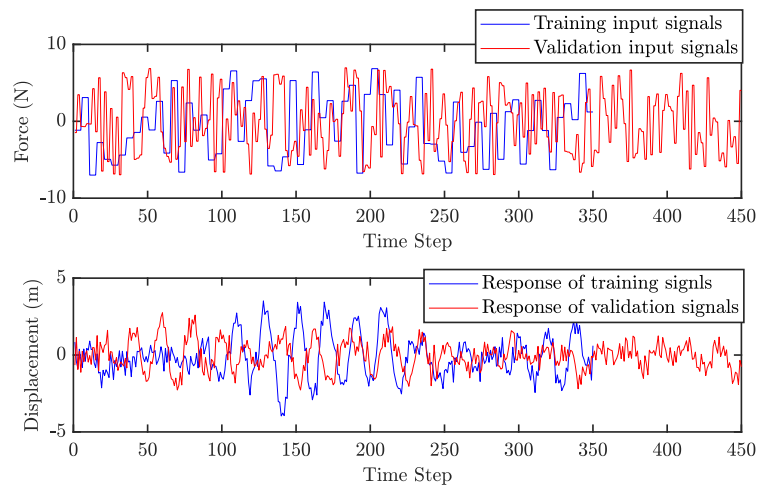 Training input signals
Validation input signals
10
0
-10
Force (N)
0 50 100 150 200 250 300 350 400 450
Time Step
Response of training signls
Response of validation signals
5
0
-5
Displacement (m)
0 50 100 150 200 250 300 350 400 450
Time Step